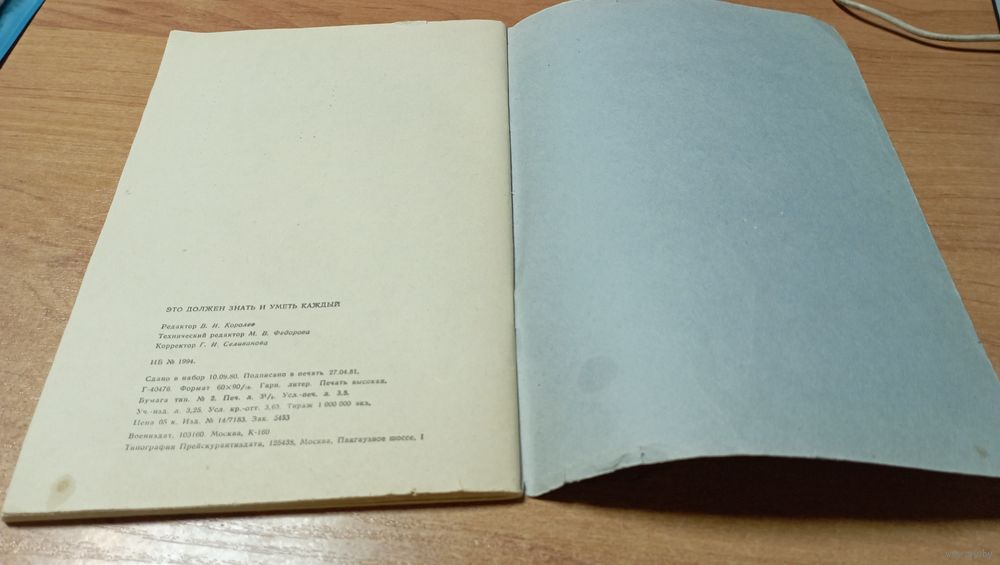 ЭТО ДОЛЖЕН ЗНАТЬ И УМЕТЬ КАЖДЫЙ
Редактор В. И. Королев
Технический редактор М. В. Федорова
Корректор Г. И. Селиванова
ИБ № 1994.
Сдано в набор 10.09.80. Подписано в печать 27.04.81.
Г-40476. Формат 60×90/16. Гарн. литер. Печать высокая.
Бумага тип. № 2. Печ. л. Усл.-печ. л. 3,5.
Уч.-изд. л. 3,25. Усл. кр.-отт. 3,63. Тираж 1 000 000 экз.
Цена 05 к. Изд. № 14/7183. Зак. 5453
Воениздат, 103160 Москва, К-160
Типография Прейскурантиздата, 125438, Москва, Пакгаузное шоссе, 1